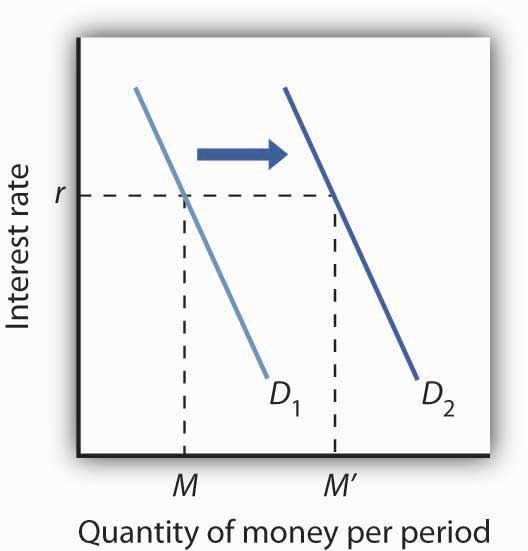 Interest rate
r
D₁
D₂
M
M′
Quantity of money per period